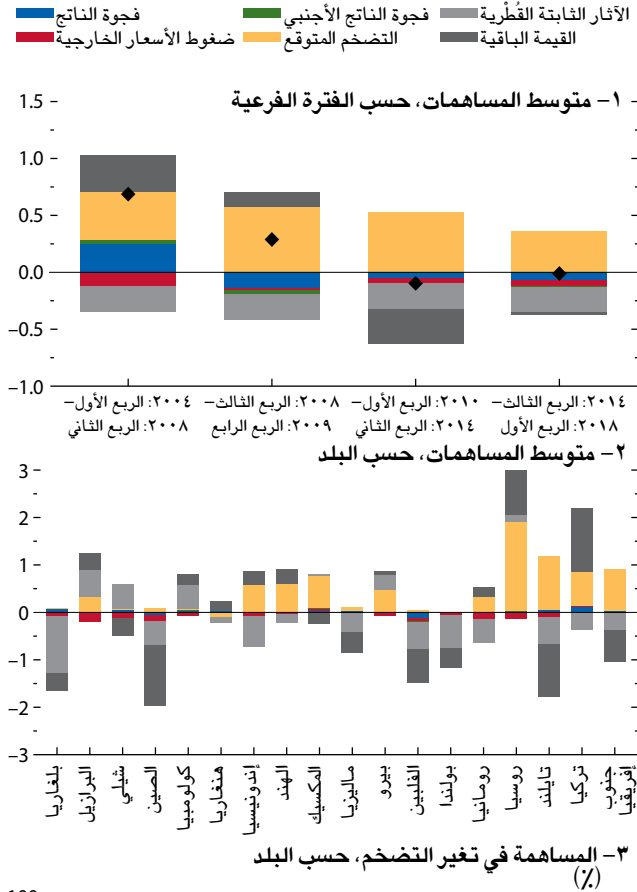 فجوة الناتج فجوة الناتج الأجنبي الآثار الثابتة القُطْرية
ضغوط الأسعار الخارجية التضخم المتوقع القيمة الباقية
١– متوسط المساهمات، حسب الفترة الفرعية
1.5
1.0
0.5
0.0
–0.5
–1.0
٢٠٠٤: الربع الأول– ٢٠٠٨: الربع الثالث– ٢٠١٠: الربع الأول– ٢٠١٤: الربع الثالث–
٢٠٠٨: الربع الثاني ٢٠٠٩: الربع الرابع ٢٠١٤: الربع الثاني ٢٠١٨: الربع الأول
٢– متوسط المساهمات، حسب البلد
3
2
1
0
–1
–2
–3
بلغاريا
البرازيل
شيلي
الصين
كولومبيا
هنغاريا
إندونيسيا
الهند
المكسيك
ماليزيا
بيرو
الفلبين
بولندا
رومانيا
روسيا
تايلند
تركيا
جنوب
إفريقيا
٣– المساهمة في تغير التضخم، حسب البلد
(٪)